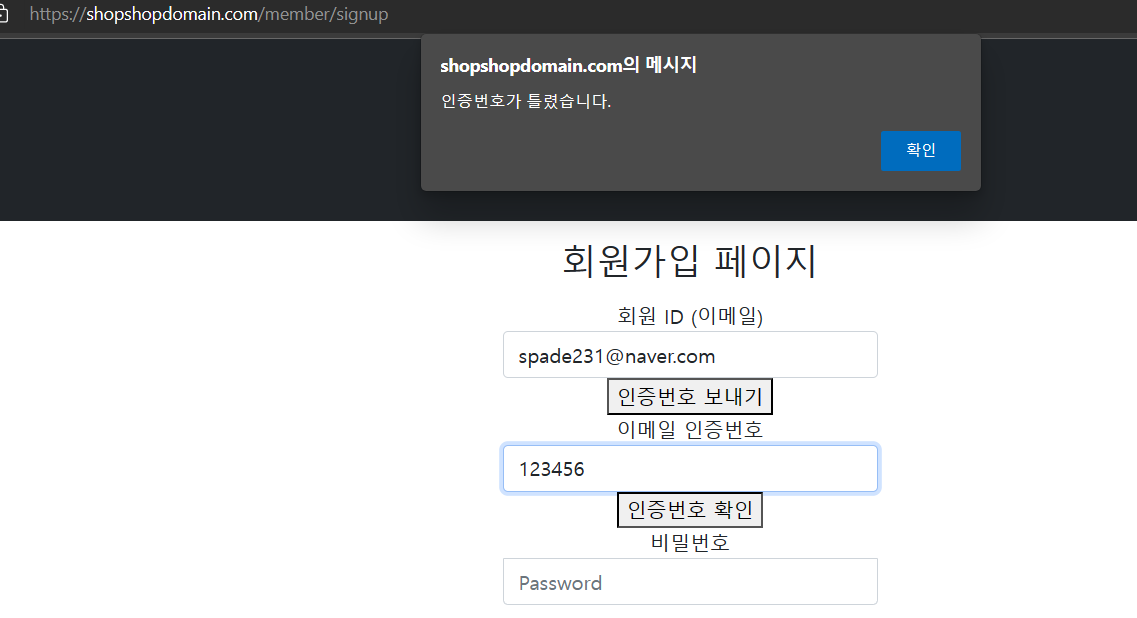 https://shopshopdomain.com/member/signup
shopshopdomain.com의 메시지
인증번호가 틀렸습니다.
확인
회원가입 페이지
회원 ID (이메일)
spade231@naver.com
인증번호 보내기
이메일 인증번호
123456
인증번호 확인
비밀번호
Password